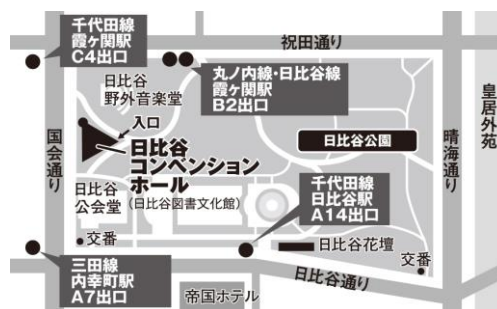 千代田線
霞ヶ関駅
C4出口
祝田通り
丸ノ内線・日比谷線
霞ヶ関駅
B2出口
日比谷
野外音楽堂
入口
国会通り
日比谷
コンベンション
ホール
(日比谷図書文化館)
日比谷公園
晴海通り
皇居外苑
日比谷
公会堂
千代田線
日比谷駅
A14出口
交番
日比谷花壇
交番
三田線
内幸町駅
A7出口
日比谷通り
帝国ホテル